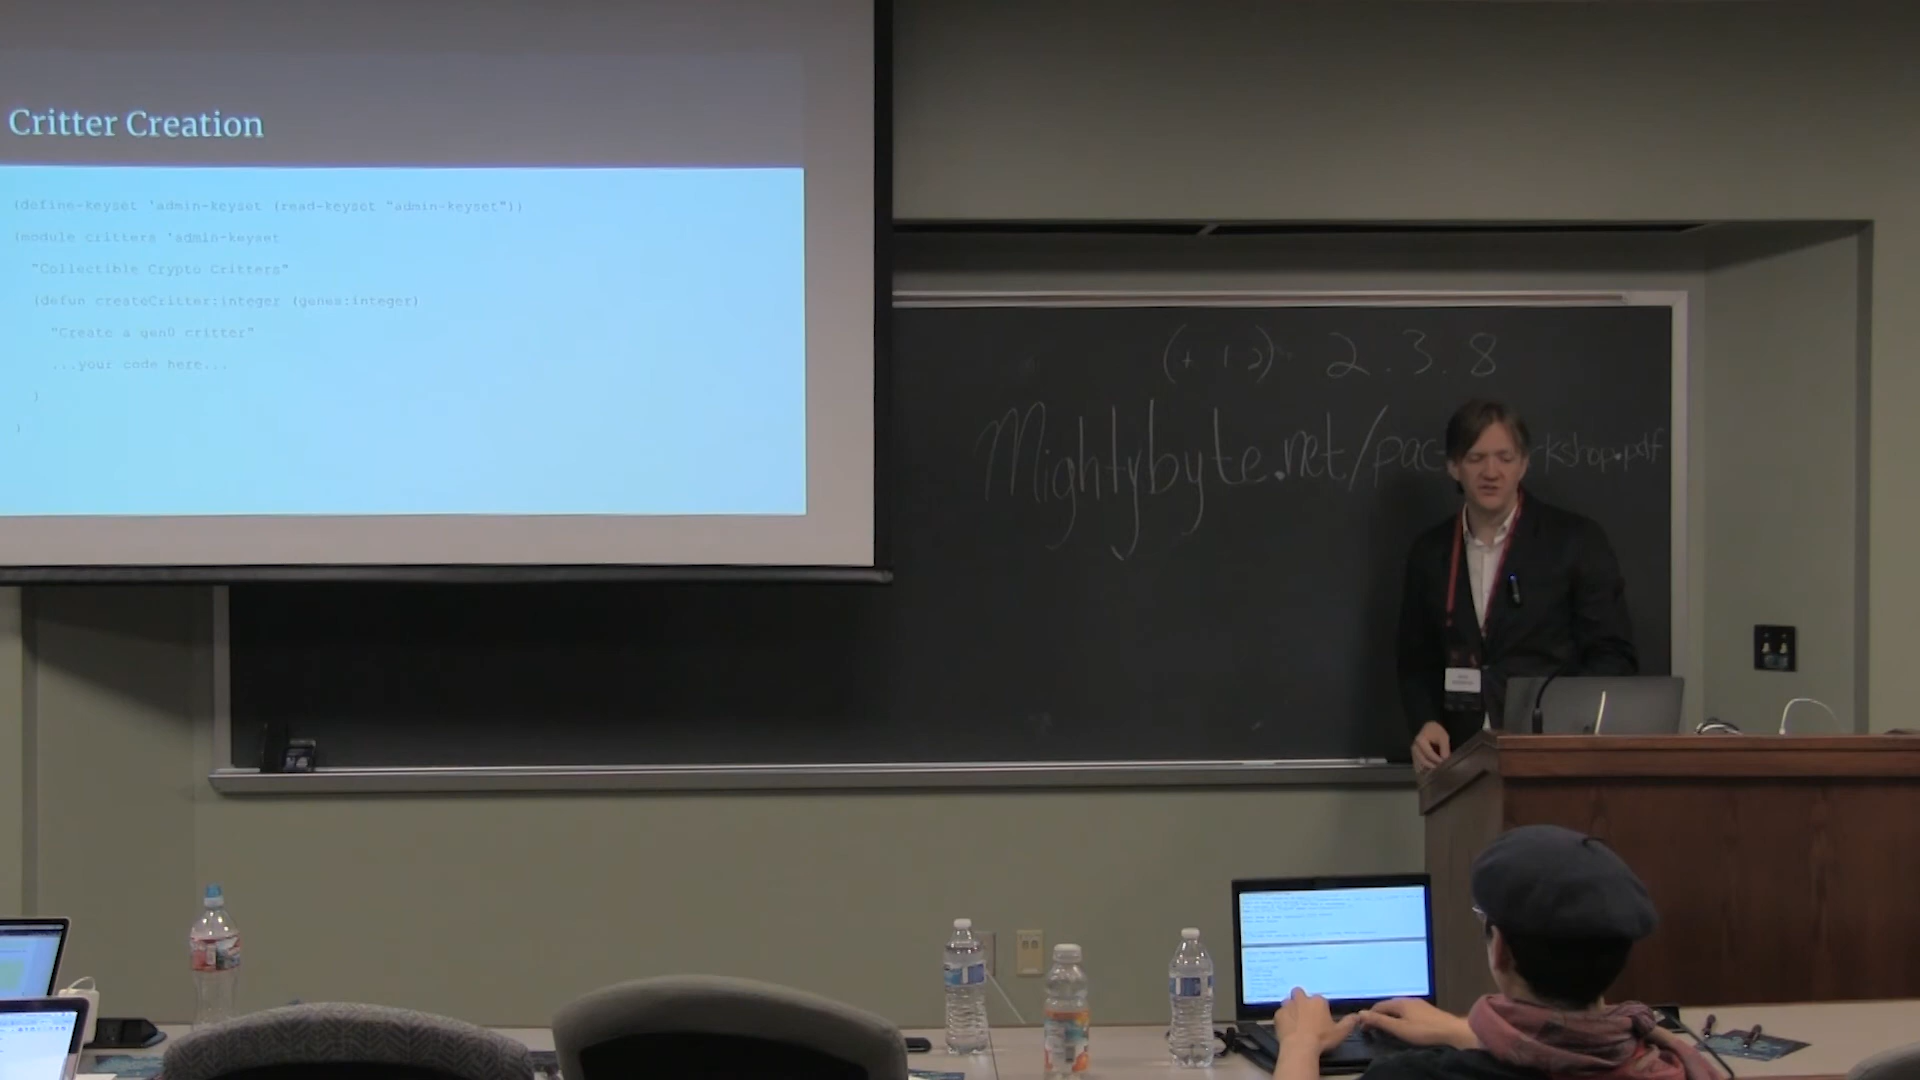 Critter Creation
(define-keyset 'admin-keyset (read-keyset "admin-keyset"))
(module critters 'admin-keyset
"Collectible Crypto Critters"
(defun createCritter:integer (genes:integer)
"Create a gen0 critter"
...your code here...
)
)
(+ 1 2) 2.3.8
Mightybyte.net/pac rkshop.pdf